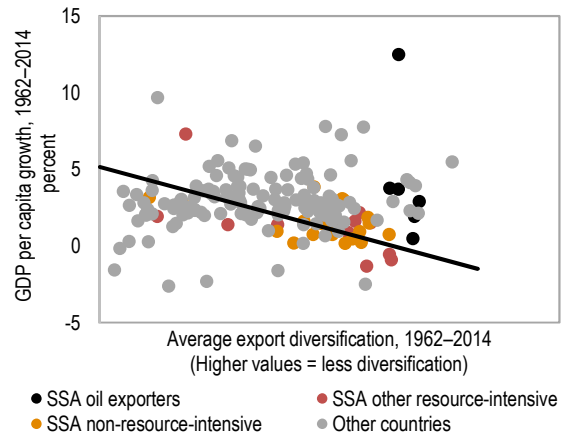 15
10
5
0
-5
GDP per capita growth, 1962–2014
percent
Average export diversification, 1962–2014
(Higher values = less diversification)
SSA oil exporters
SSA other resource-intensive
SSA non-resource-intensive
Other countries